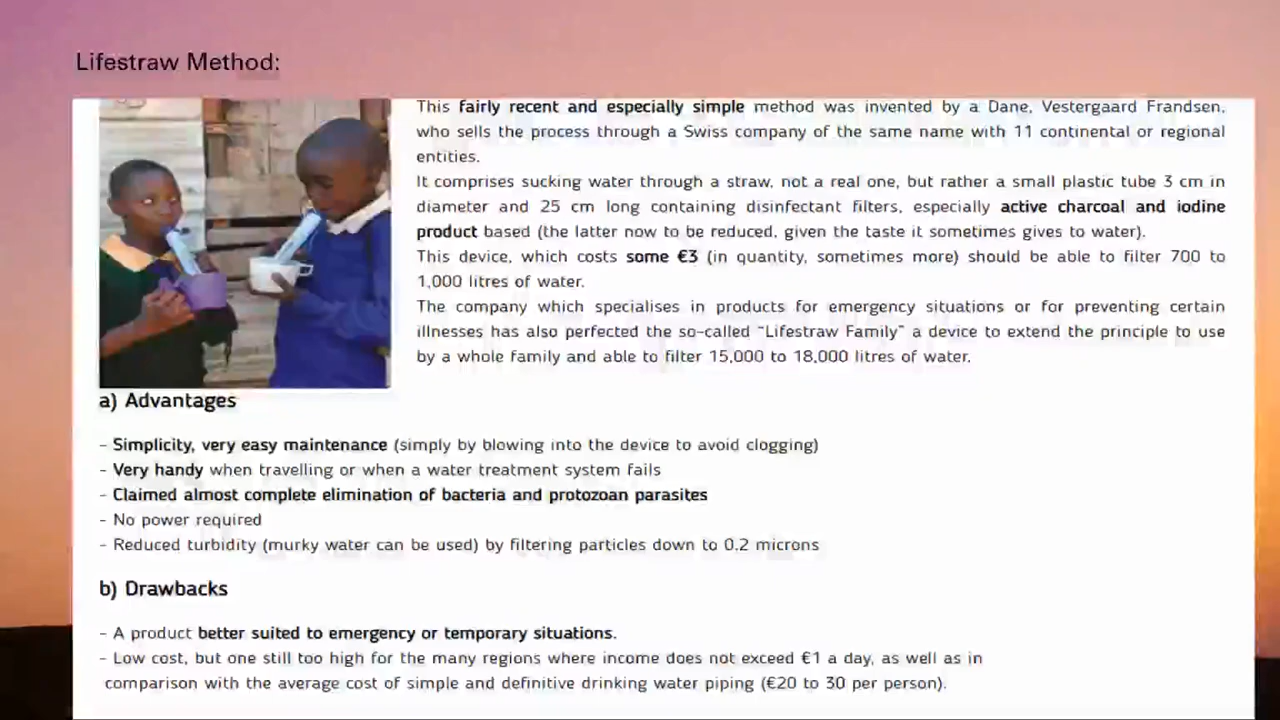 Lifestraw Method:
This fairly recent and especially simple method was invented by a Dane, Vestergaard Frandsen,
who sells the process through a Swiss company of the same name with 11 continental or regional
entities.
It comprises sucking water through a straw, not a real one, but rather a small plastic tube 3 cm in
diameter and 25 cm long containing disinfectant filters, especially active charcoal and iodine
product based (the latter now to be reduced, given the taste it sometimes gives to water).
This device, which costs some €3 (in quantity, sometimes more) should be able to filter 700 to
1,000 litres of water.
The company which specialises in products for emergency situations or for preventing certain
illnesses has also perfected the so-called "Lifestraw Family" a device to extend the principle to use
by a whole family and able to filter 15,000 to 18,000 litres of water.
a) Advantages
- Simplicity, very easy maintenance (simply by blowing into the device to avoid clogging)
- Very handy when travelling or when a water treatment system fails
- Claimed almost complete elimination of bacteria and protozoan parasites
- No power required
- Reduced turbidity (murky water can be used) by filtering particles down to 0.2 microns
b) Drawbacks
- A product better suited to emergency or temporary situations.
- Low cost, but one still too high for the many regions where income does not exceed €1 a day, as well as in
comparison with the average cost of simple and definitive drinking water piping (€20 to 30 per person).